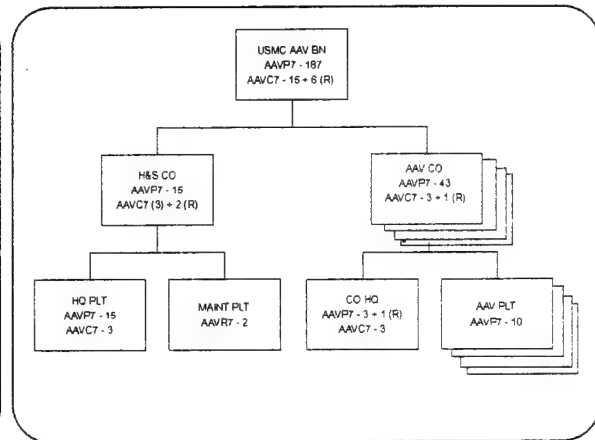 USMC AAV BN
AAVP7 - 187
AAVC7 - 15 + 6 (R)
H&S CO
AAVP7 - 15
AAVC7 (3) + 2 (R)
AAV CO
AAVP7 - 43
AAVC7 - 3 + 1 (R)
HQ PLT
AAVP7 - 15
AAVC7 - 3
MAINT PLT
AAVR7 - 2
CO HQ
AAVP7 - 3 + 1 (R)
AAVC7 - 3
AAV PLT
AAVP7 - 10